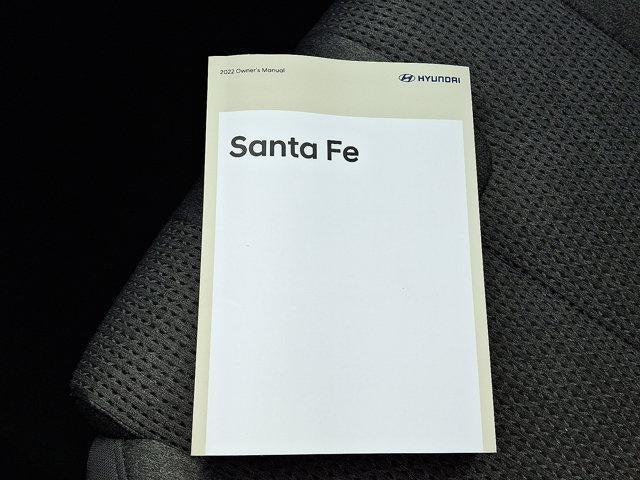 2022 Owner's Manual
HYUNDAI
Santa Fe